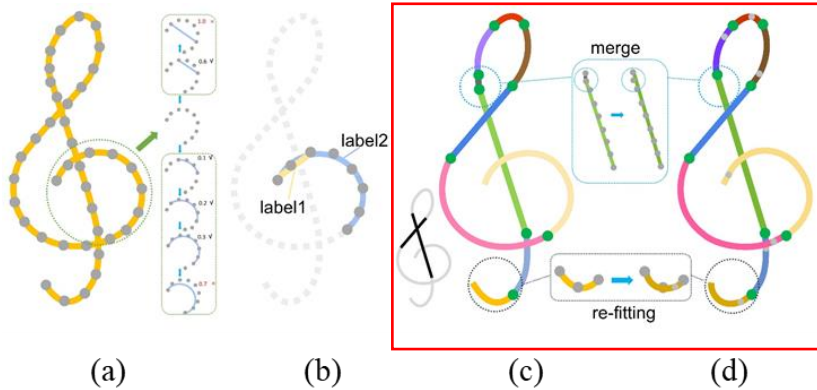 1.0 ×
0.6 √
0.1 √
0.2 √
0.3 √
0.7 ×
label1
label2
merge
re-fitting
(a)
(b)
(c)
(d)